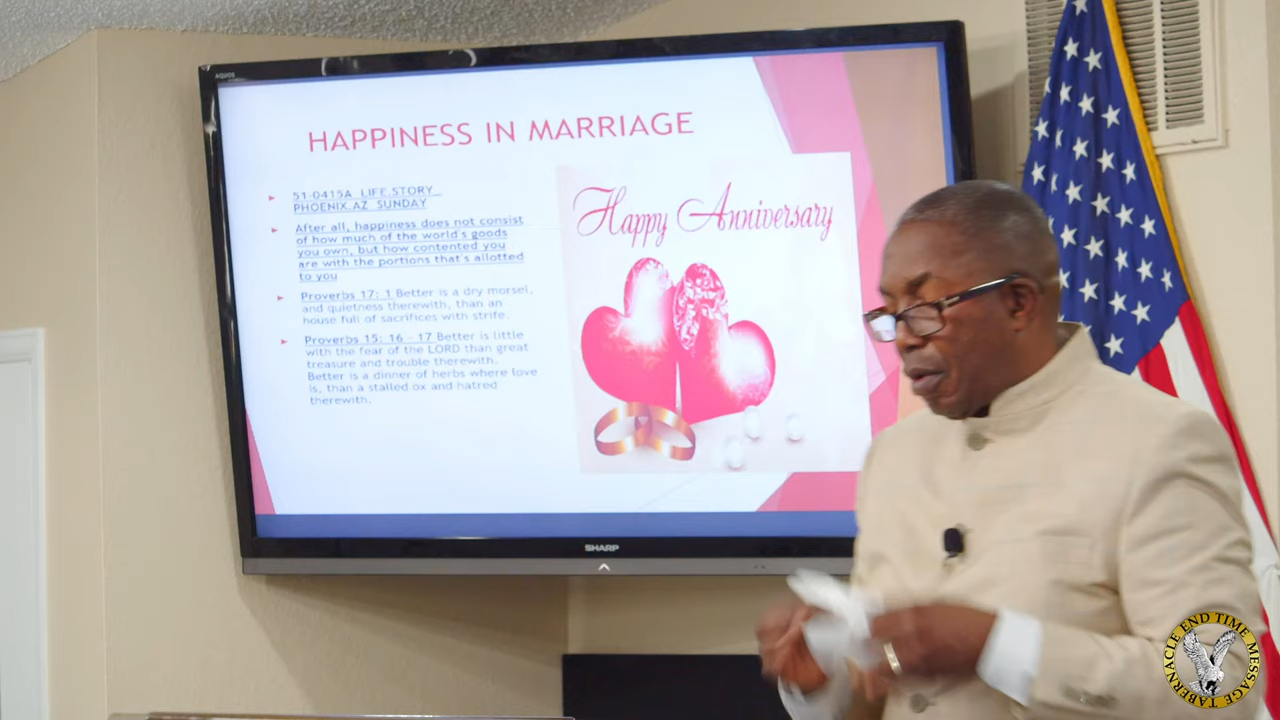 AQUOS
HAPPINESS IN MARRIAGE
51-0415A LIFE.STORY_
PHOENIX.AZ SUNDAY
After all, happiness does not consist
of how much of the world's goods
you own, but how contented you
are with the portions that's allotted
to you
Proverbs 17: 1 Better is a dry morsel,
and quietness therewith, than an
house full of sacrifices with strife.
Proverbs 15: 16 - 17 Better is little
with the fear of the LORD than great
treasure and trouble therewith.
Better is a dinner of herbs where love
is, than a stalled ox and hatred
therewith.
Happy Anniversary
SHARP
END TIME MESSAGE TABERNACLE